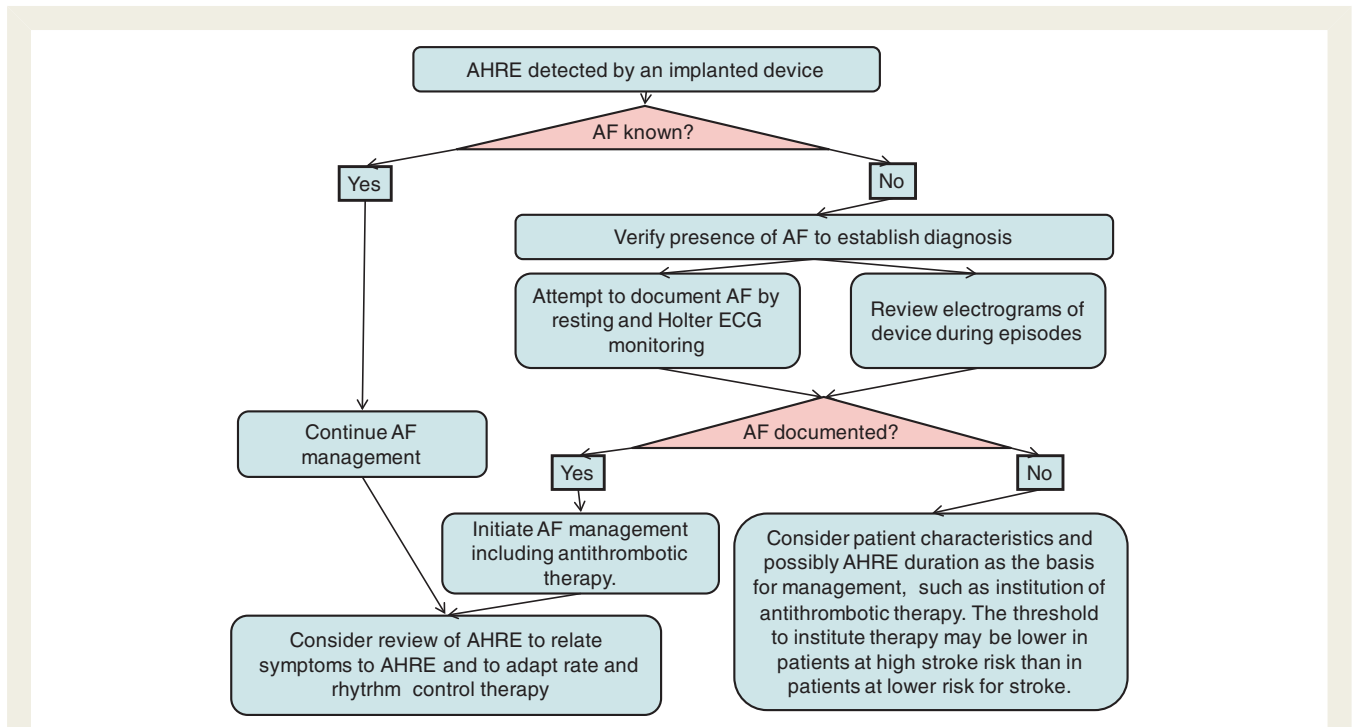 AHRE detected by an implanted device
AF known?
Yes
No
Verify presence of AF to establish diagnosis
Attempt to document AF by
resting and Holter ECG
monitoring
Review electrograms of
device during episodes
Continue AF
management
AF documented?
Yes
No
Initiate AF management
including antithrombotic
therapy.
Consider patient characteristics and
possibly AHRE duration as the basis
for management, such as institution of
antithrombotic therapy. The threshold
to institute therapy may be lower in
patients at high stroke risk than in
patients at lower risk for stroke.
Consider review of AHRE to relate
symptoms to AHRE and to adapt rate and
rhytrhm control therapy